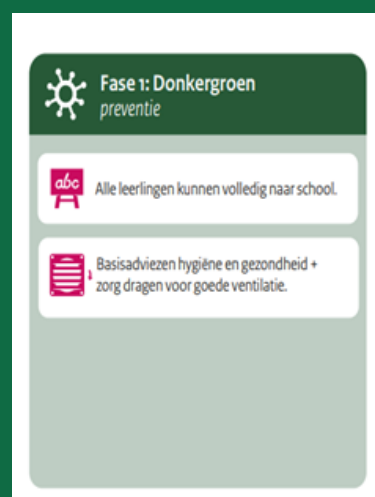 Fase 1: Donkergroen
preventie
abc
Alle leerlingen kunnen volledig naar school.
Basisadviezen hygiëne en gezondheid +
zorg dragen voor goede ventilatie.